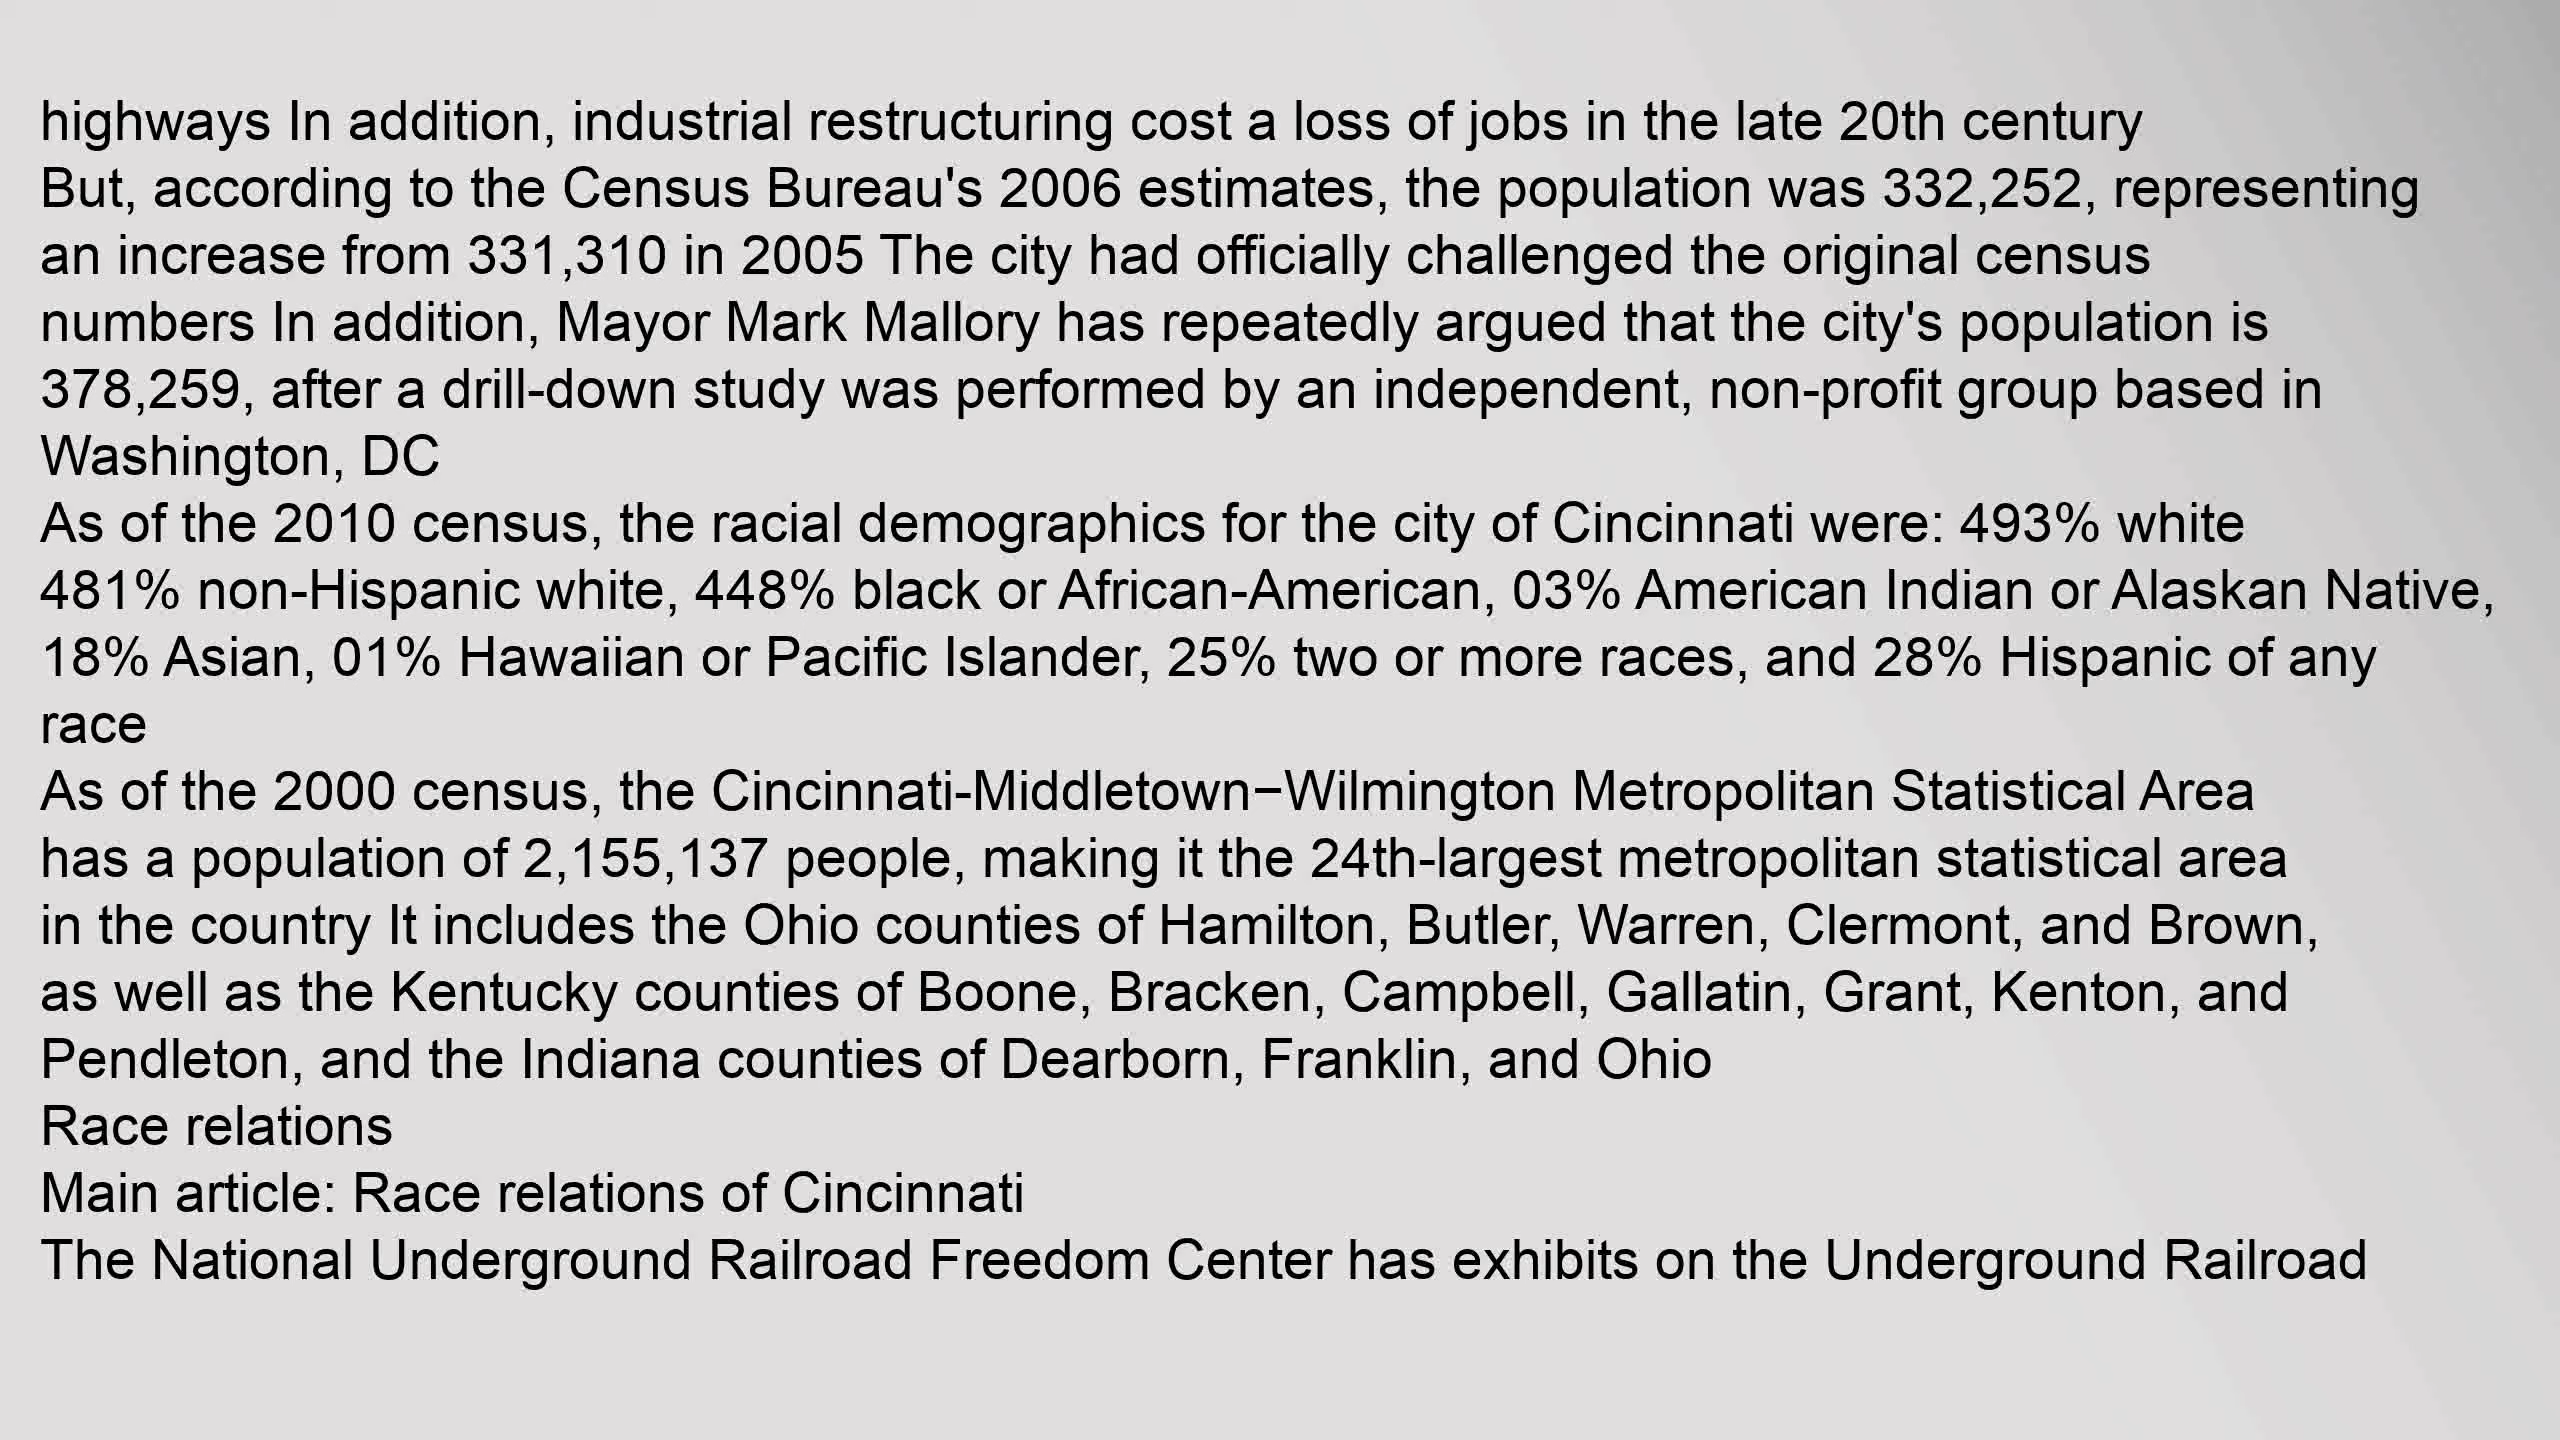 highways In addition, industrial restructuring cost a loss of jobs in the late 20th century
But, according to the Census Bureau's 2006 estimates, the population was 332,252, representing
an increase from 331,310 in 2005 The city had officially challenged the original census
numbers In addition, Mayor Mark Mallory has repeatedly argued that the city's population is
378,259, after a drill-down study was performed by an independent, non-profit group based in
Washington, DC
As of the 2010 census, the racial demographics for the city of Cincinnati were: 493% white
481% non-Hispanic white, 448% black or African-American, 03% American Indian or Alaskan Native,
18% Asian, 01% Hawaiian or Pacific Islander, 25% two or more races, and 28% Hispanic of any
race
As of the 2000 census, the Cincinnati-Middletown−Wilmington Metropolitan Statistical Area
has a population of 2,155,137 people, making it the 24th-largest metropolitan statistical area
in the country It includes the Ohio counties of Hamilton, Butler, Warren, Clermont, and Brown,
as well as the Kentucky counties of Boone, Bracken, Campbell, Gallatin, Grant, Kenton, and
Pendleton, and the Indiana counties of Dearborn, Franklin, and Ohio
Race relations
Main article: Race relations of Cincinnati
The National Underground Railroad Freedom Center has exhibits on the Underground Railroad